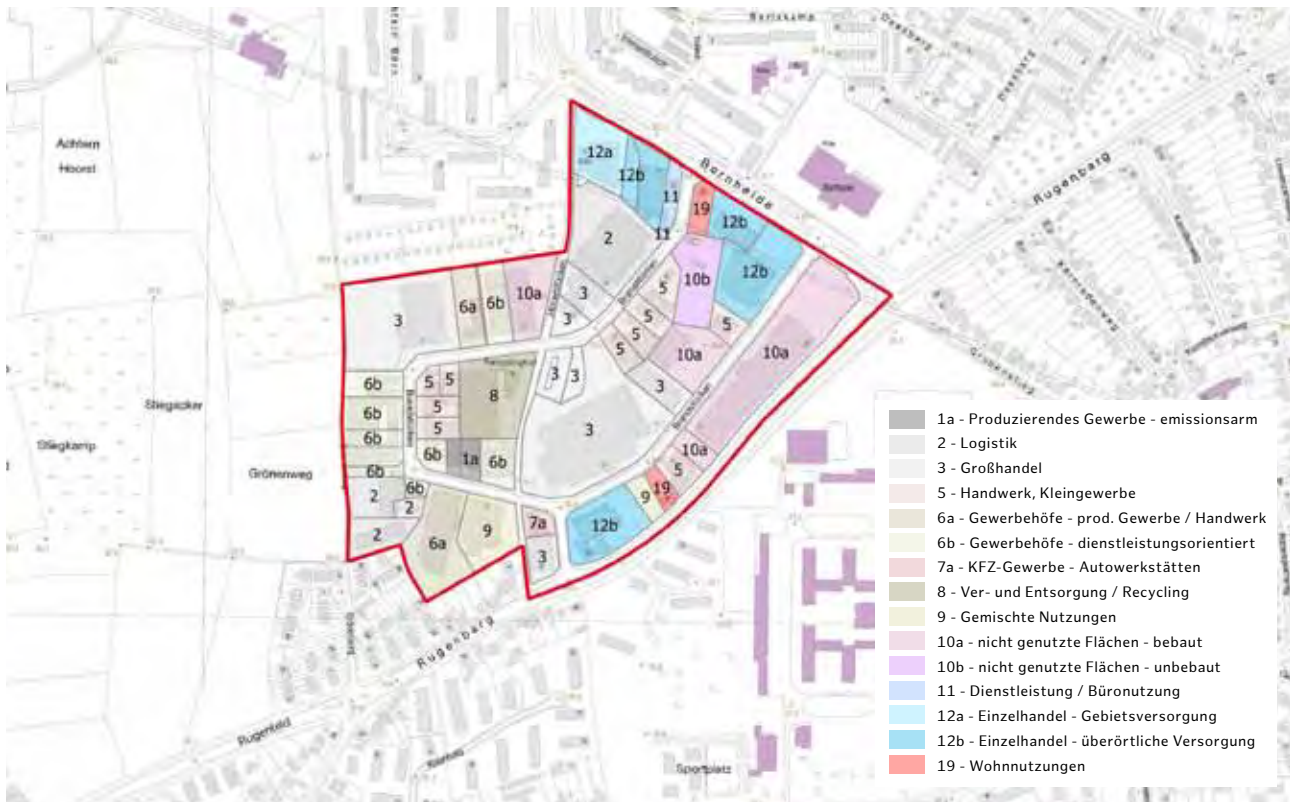 Achtern
Hoorst
Bornheide
Rugenbarg
12a
12b
11
19
12b
11
2
12b
10b
5
3
3
6a
6b
10a
3
5
5
5
5
10a
10a
3
3
3
6b
5
5
8
6b
5
5
3
10a
6b
6b
1a
6b
5
6b
2
6b
2
9
19
12b
2
6a
9
7a
3
Stiegkamp
Grönenweg
Rugenbarg
Rugenfeld
Sportplatz
1a - Produzierendes Gewerbe - emissionsarm
2 - Logistik
3 - Großhandel
5 - Handwerk, Kleingewerbe
6a - Gewerbehöfe - prod. Gewerbe / Handwerk
6b - Gewerbehöfe - dienstleistungsorientiert
7a - KFZ-Gewerbe - Autowerkstätten
8 - Ver- und Entsorgung / Recycling
9 - Gemischte Nutzungen
10a - nicht genutzte Flächen - bebaut
10b - nicht genutzte Flächen - unbebaut
11 - Dienstleistung / Büronutzung
12a - Einzelhandel - Gebietsversorgung
12b - Einzelhandel - überörtliche Versorgung
19 - Wohnnutzungen